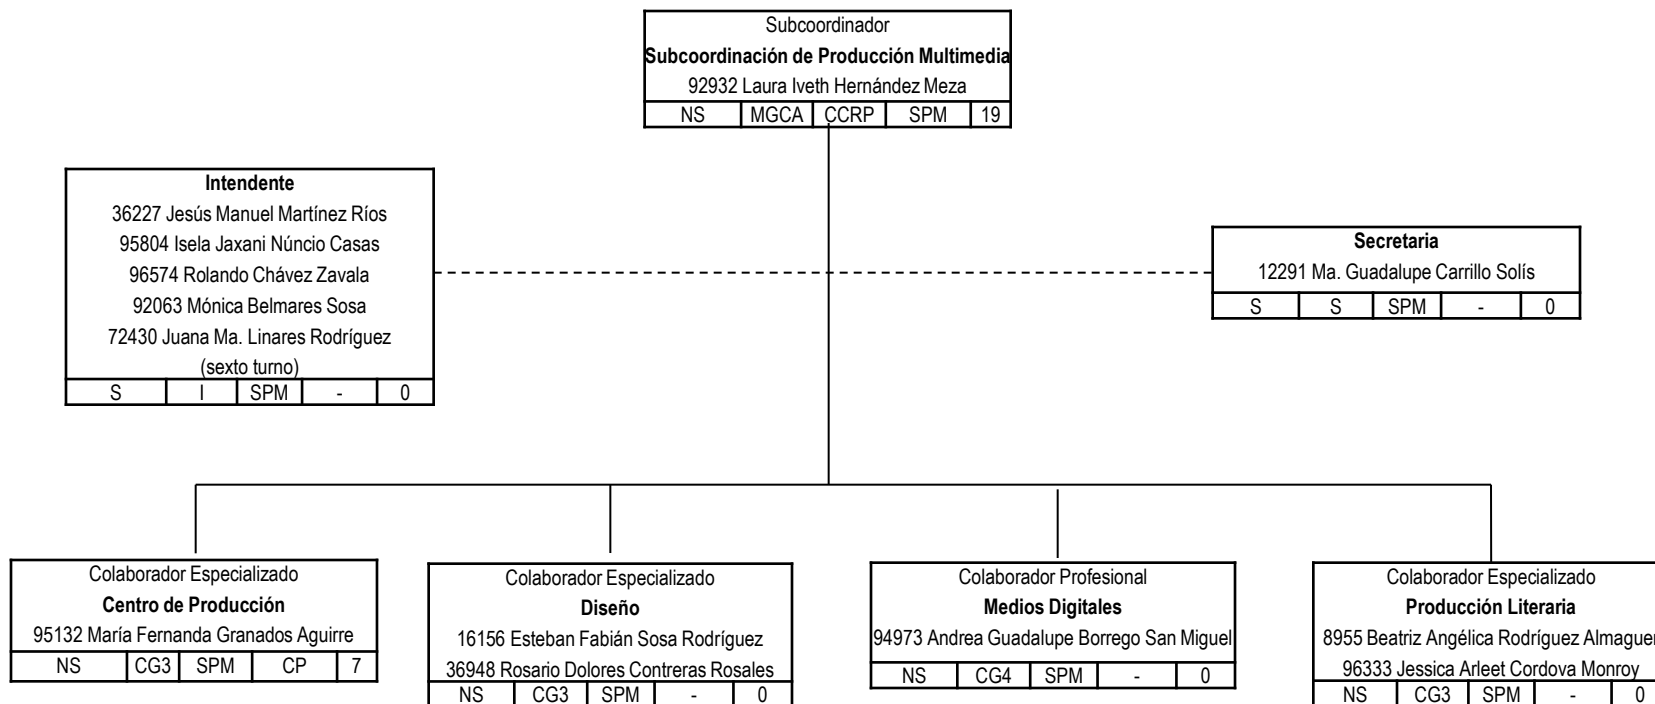 Subcoordinador
Subcoordinación de Producción Multimedia
92932 Laura Iveth Hernández Meza
NS MGCA CCRP SPM 19
Intendente
36227 Jesús Manuel Martínez Ríos
95804 Isela Jaxani Núncio Casas
96574 Rolando Chávez Zavala
92063 Mónica Belmares Sosa
72430 Juana Ma. Linares Rodríguez
(sexto turno)
S I SPM - 0
Secretaria
12291 Ma. Guadalupe Carrillo Solís
S S SPM - 0
Colaborador Especializado
Centro de Producción
95132 María Fernanda Granados Aguirre
NS CG3 SPM CP 7
Colaborador Especializado
Diseño
16156 Esteban Fabián Sosa Rodríguez
36948 Rosario Dolores Contreras Rosales
NS CG3 SPM - 0
Colaborador Profesional
Medios Digitales
94973 Andrea Guadalupe Borrego San Miguel
NS CG4 SPM - 0
Colaborador Especializado
Producción Literaria
8955 Beatriz Angélica Rodríguez Almaguer
96333 Jessica Arleet Cordova Monroy
NS CG3 SPM - 0